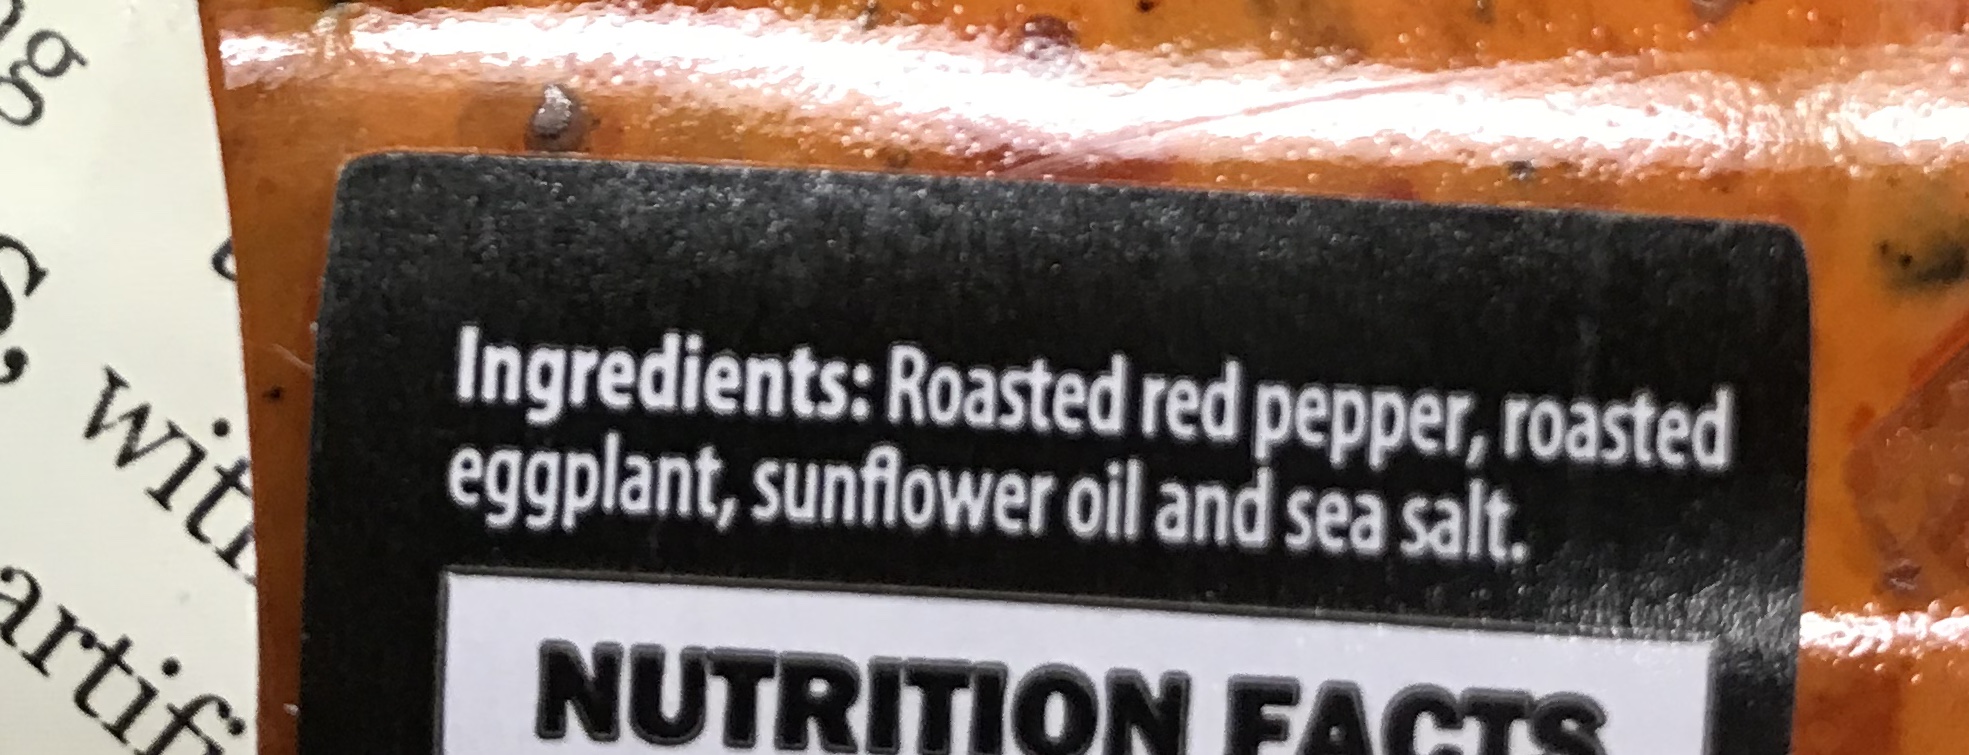 Ingredients: Roasted red pepper, roasted
eggplant, sunflower oil and sea salt.
NUTRITION FACTS